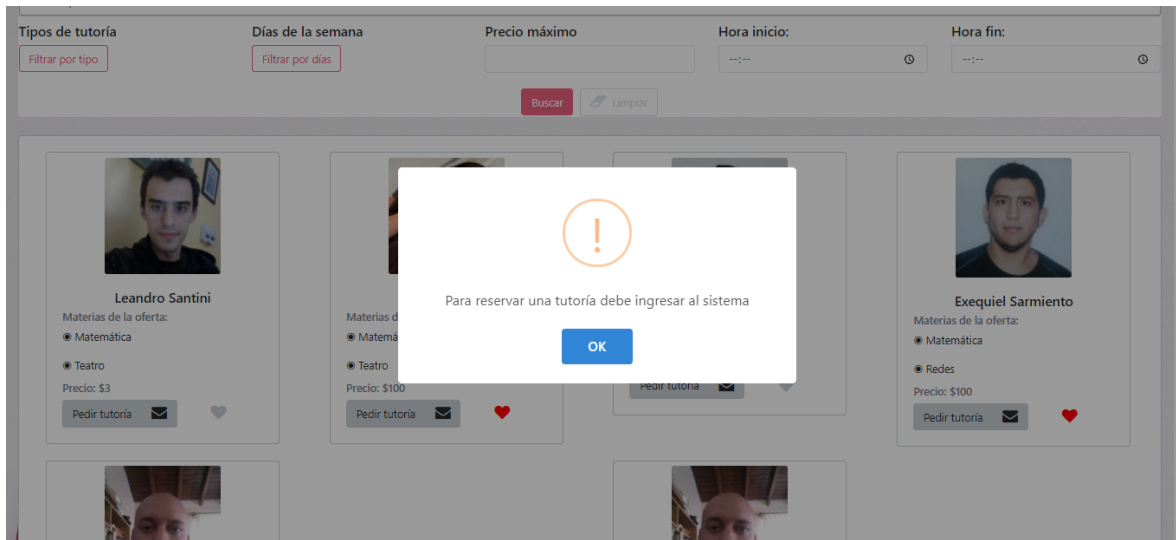 Tipos de tutoría
Días de la semana
Precio máximo
Hora inicio:
Hora fin:
Filtrar por tipo
Filtrar por días
--:--
--:--
Buscar
Limpiar
Leandro Santini
Materias de la oferta:
Matemática
Teatro
Precio: $3
Pedir tutoría
Materias d
Matemá
Teatro
Precio: $100
Pedir tutoría
Para reservar una tutoría debe ingresar al sistema
OK
Pedir tutoría
Exequiel Sarmiento
Materias de la oferta:
Matemática
Redes
Precio: $100
Pedir tutoría